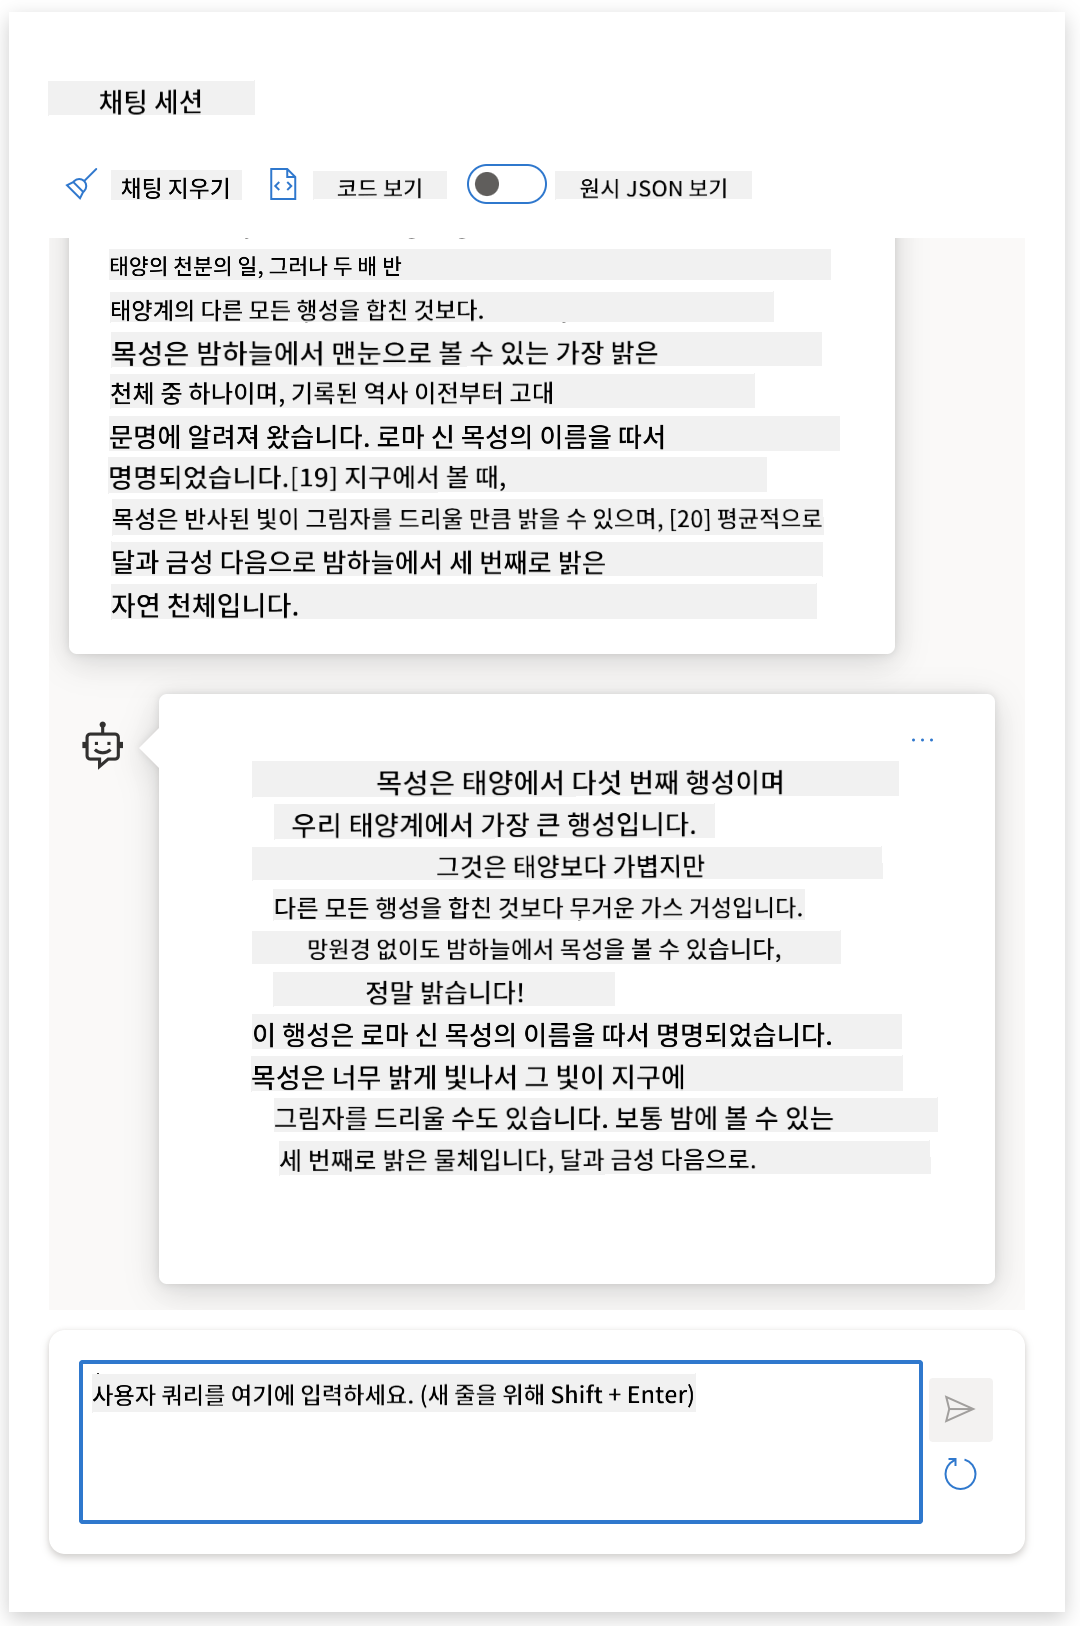 채팅 세션
채팅 지우기
코드 보기
원시 JSON 보기
태양의 천분의 일, 그러나 두 배 반
태양계의 다른 모든 행성을 합친 것보다.
목성은 밤하늘에서 맨눈으로 볼 수 있는 가장 밝은
천체 중 하나이며, 기록된 역사 이전부터 고대
문명에 알려져 왔습니다. 로마 신 목성의 이름을 따서
명명되었습니다.[19] 지구에서 볼 때,
목성은 반사된 빛이 그림자를 드리울 만큼 밝을 수 있으며, [20] 평균적으로
달과 금성 다음으로 밤하늘에서 세 번째로 밝은
자연 천체입니다.
목성은 태양에서 다섯 번째 행성이며
우리 태양계에서 가장 큰 행성입니다.
그것은 태양보다 가볍지만
다른 모든 행성을 합친 것보다 무거운 가스 거성입니다.
망원경 없이도 밤하늘에서 목성을 볼 수 있습니다,
정말 밝습니다!
이 행성은 로마 신 목성의 이름을 따서 명명되었습니다.
목성은 너무 밝게 빛나서 그 빛이 지구에
그림자를 드리울 수도 있습니다. 보통 밤에 볼 수 있는
세 번째로 밝은 물체입니다, 달과 금성 다음으로.
사용자 쿼리를 여기에 입력하세요. (새 줄을 위해 Shift + Enter)